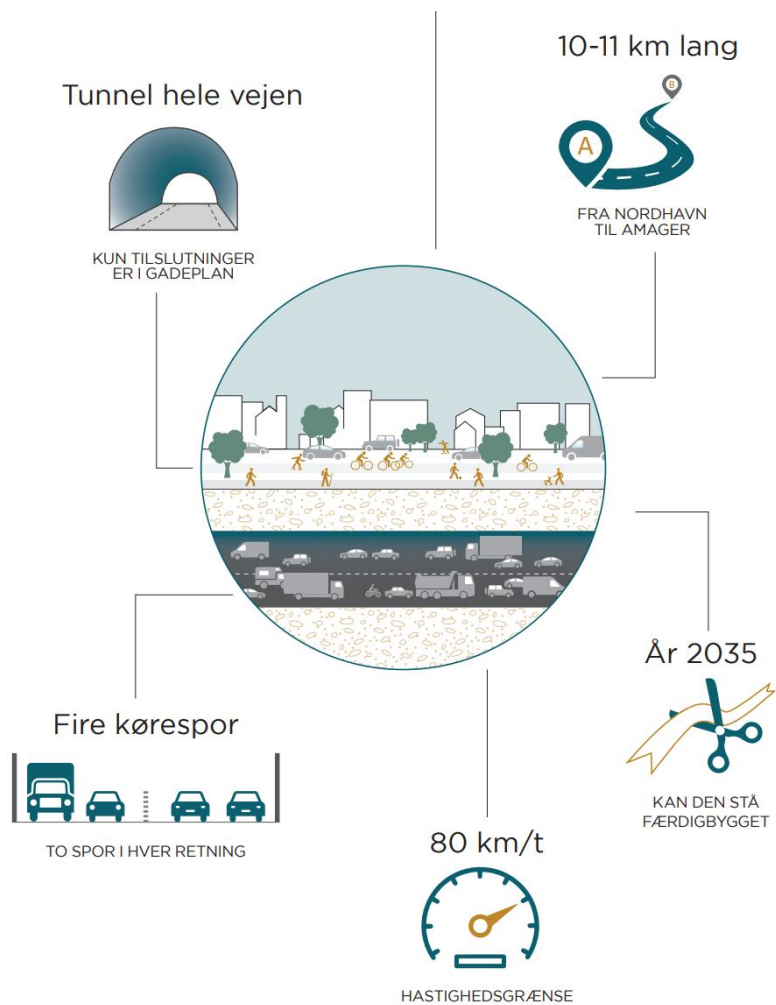 10-11 km lang
A
B
FRA NORDHAVN
TIL AMAGER
Tunnel hele vejen
KUN TILSLUTNINGER
ER I GADEPLAN
År 2035
KAN DEN STÅ
FÆRDIGBYGGET
Fire kørespor
TO SPOR I HVER RETNING
80 km/t
HASTIGHEDSGRÆNSE